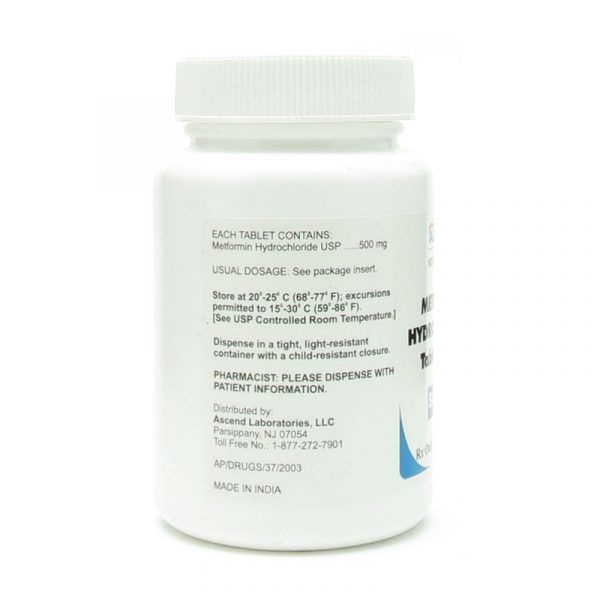 EACH TABLET CONTAINS:
Metformin Hydrochloride USP ......500 mg
USUAL DOSAGE: See package insert.
Store at 20°-25° C (68°-77° F); excursions
permitted to 15°-30° C (59°-86° F).
[See USP Controlled Room Temperature.]
Dispense in a tight, light-resistant
container with a child-resistant closure.
PHARMACIST: PLEASE DISPENSE WITH
PATIENT INFORMATION.
Distributed by:
Ascend Laboratories, LLC
Parsippany, NJ 07054
Toll Free No.: 1-877-272-7901
AP/DRUGS/37/2003
MADE IN INDIA
Rx